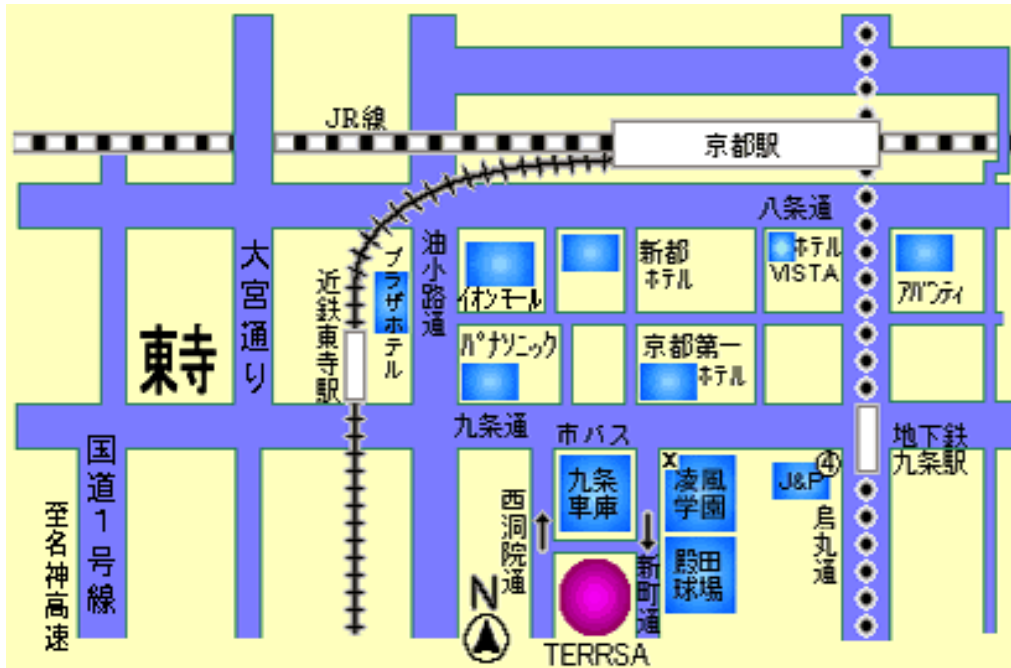 JR線
京都駅
八条通
大宮通り
近鉄東寺駅
プラザホテル
油小路通
イオンモール
新都
ホテル
ホテル
VISTA
アバンティ
東寺
パナソニック
京都第一
ホテル
九条通
市バス
地下鉄
九条駅
国道1号線
至名神高速
西洞院通
九条
車庫
x
凌風
学園
J&P
④
烏丸通
殿田
球場
新町通
N
TERRSA